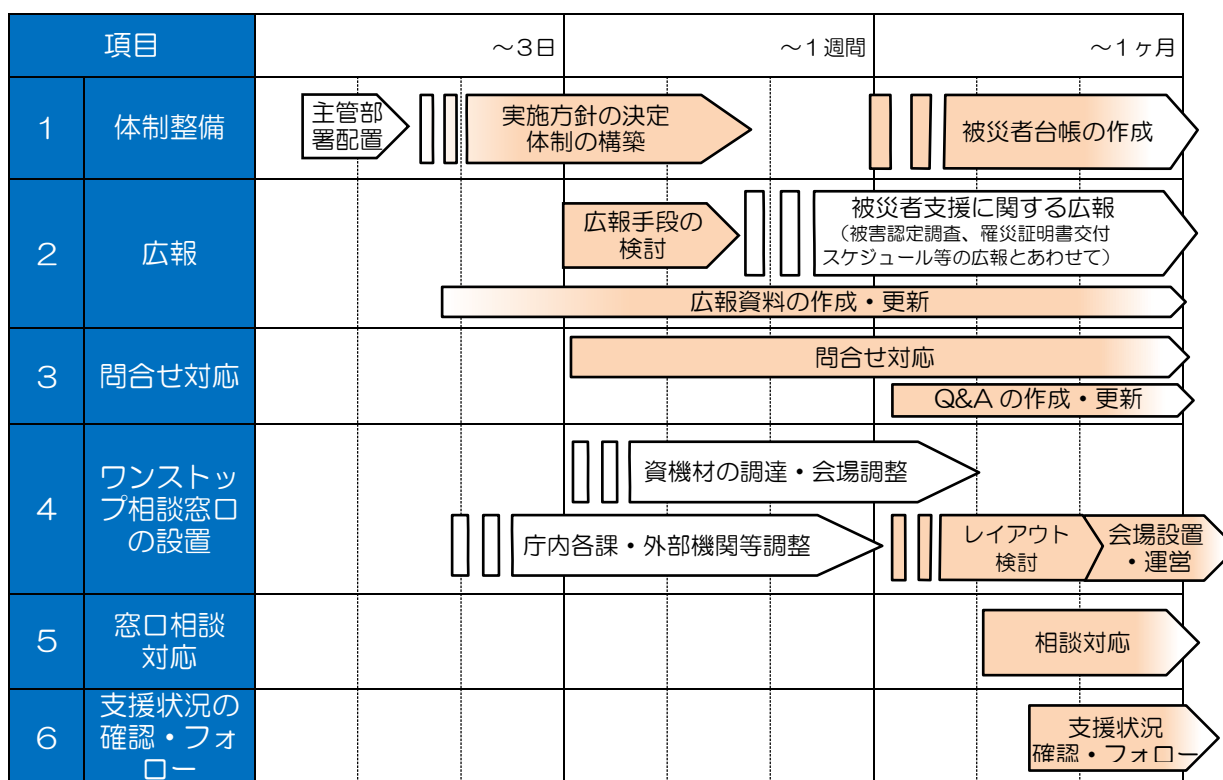 項目
～3日
～1週間
～1ヶ月
1
体制整備
主管部
署配置
実施方針の決定
体制の構築
被災者台帳の作成
2
広報
広報手段の
検討
被災者支援に関する広報
（被害認定調査、罹災証明書交付
スケジュール等の広報とあわせて）
広報資料の作成・更新
3
問合せ対応
問合せ対応
Q&Aの作成・更新
4
ワンストッ
プ相談窓口
の設置
資機材の調達・会場調整
庁内各課・外部機関等調整
レイアウト
検討
会場設置
・運営
5
窓口相談
対応
相談対応
6
支援状況の
確認・フォ
ロー
支援状況
確認・フォロー